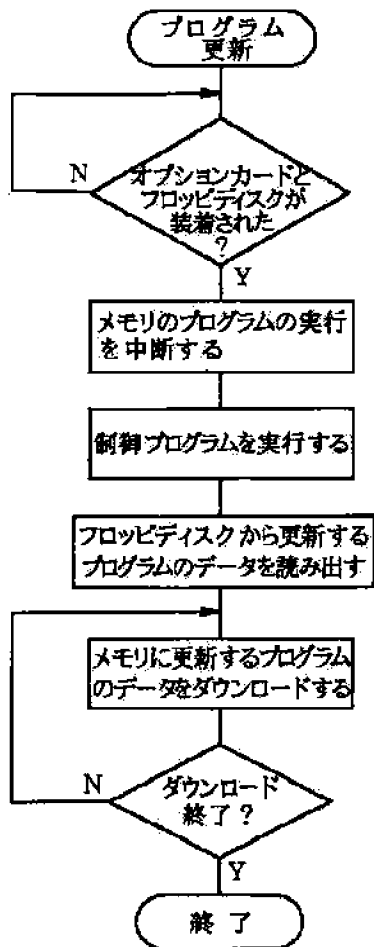 プログラム
更新
N
オプションカードと
フロッピディスクが
装着された
?
Y
メモリのプログラムの実行
を中断する
制御プログラムを実行する
フロッピディスクから更新する
プログラムのデータを読み出す
メモリに更新するプログラム
のデータをダウンロードする
N
ダウンロード
終了?
Y
終了